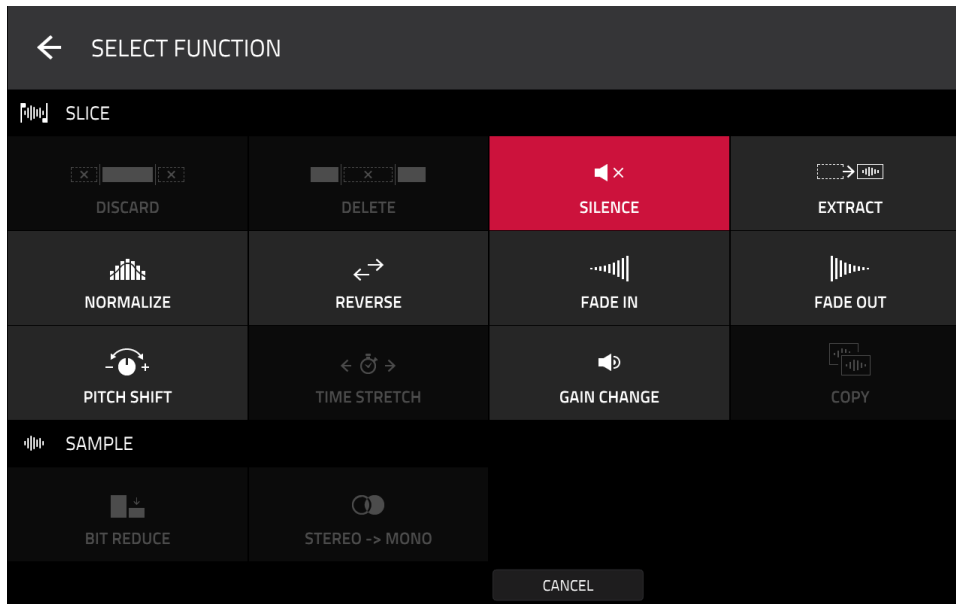 SELECT FUNCTION
SLICE
DISCARD
DELETE
SILENCE
EXTRACT
NORMALIZE
REVERSE
FADE IN
FADE OUT
PITCH SHIFT
TIME STRETCH
GAIN CHANGE
COPY
SAMPLE
BIT REDUCE
STEREO -> MONO
CANCEL